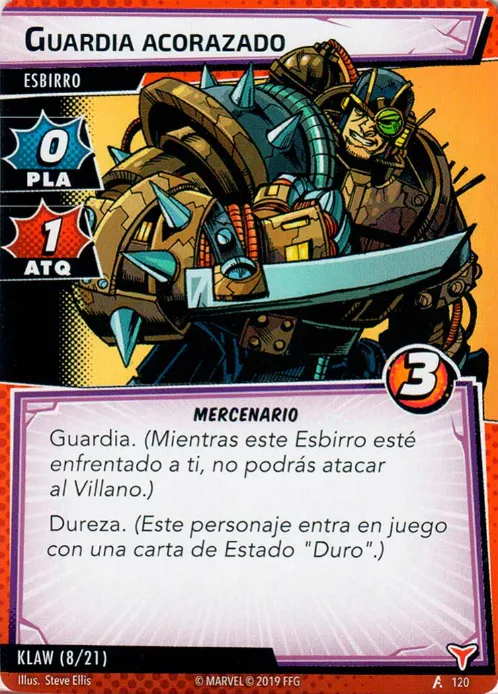 GUARDIA ACORAZADO
ESBIRRO
0
PLA
1
ATQ
3
MERCENARIO
Guardia. (Mientras este Esbirro esté
enfrentado a ti, no podrás atacar
al Villano.)
Dureza. (Este personaje entra en juego
con una carta de Estado "Duro".)
KLAW (8/21)
Illus. Steve Ellis
© MARVEL © 2019 FFG
120